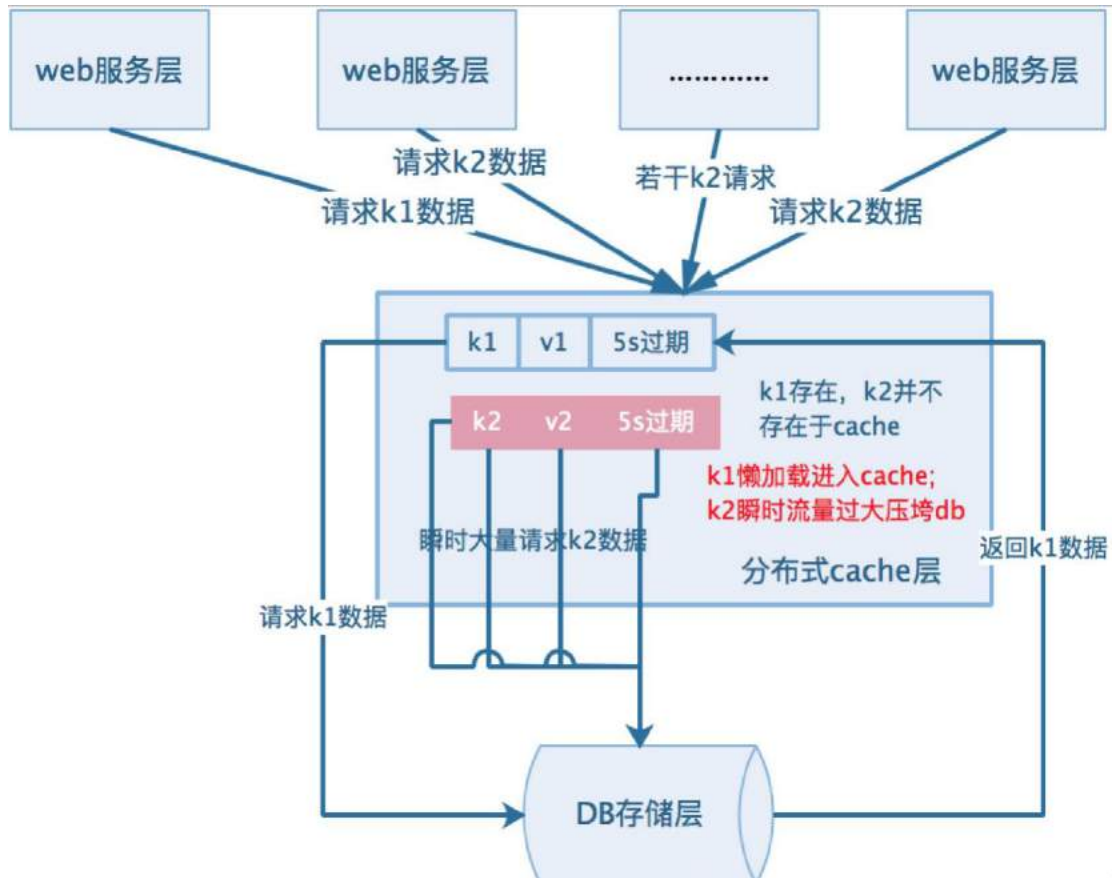 web服务层
web服务层
…………
web服务层
请求k2数据
若干k2请求
请求k1数据
请求k2数据
k1 v1 5s过期
k1存在，k2并不
存在于cache
k2 v2 5s过期
k1懒加载进入cache;
k2瞬时流量过大压垮db
瞬时大量请求k2数据
返回k1数据
分布式cache层
请求k1数据
DB存储层